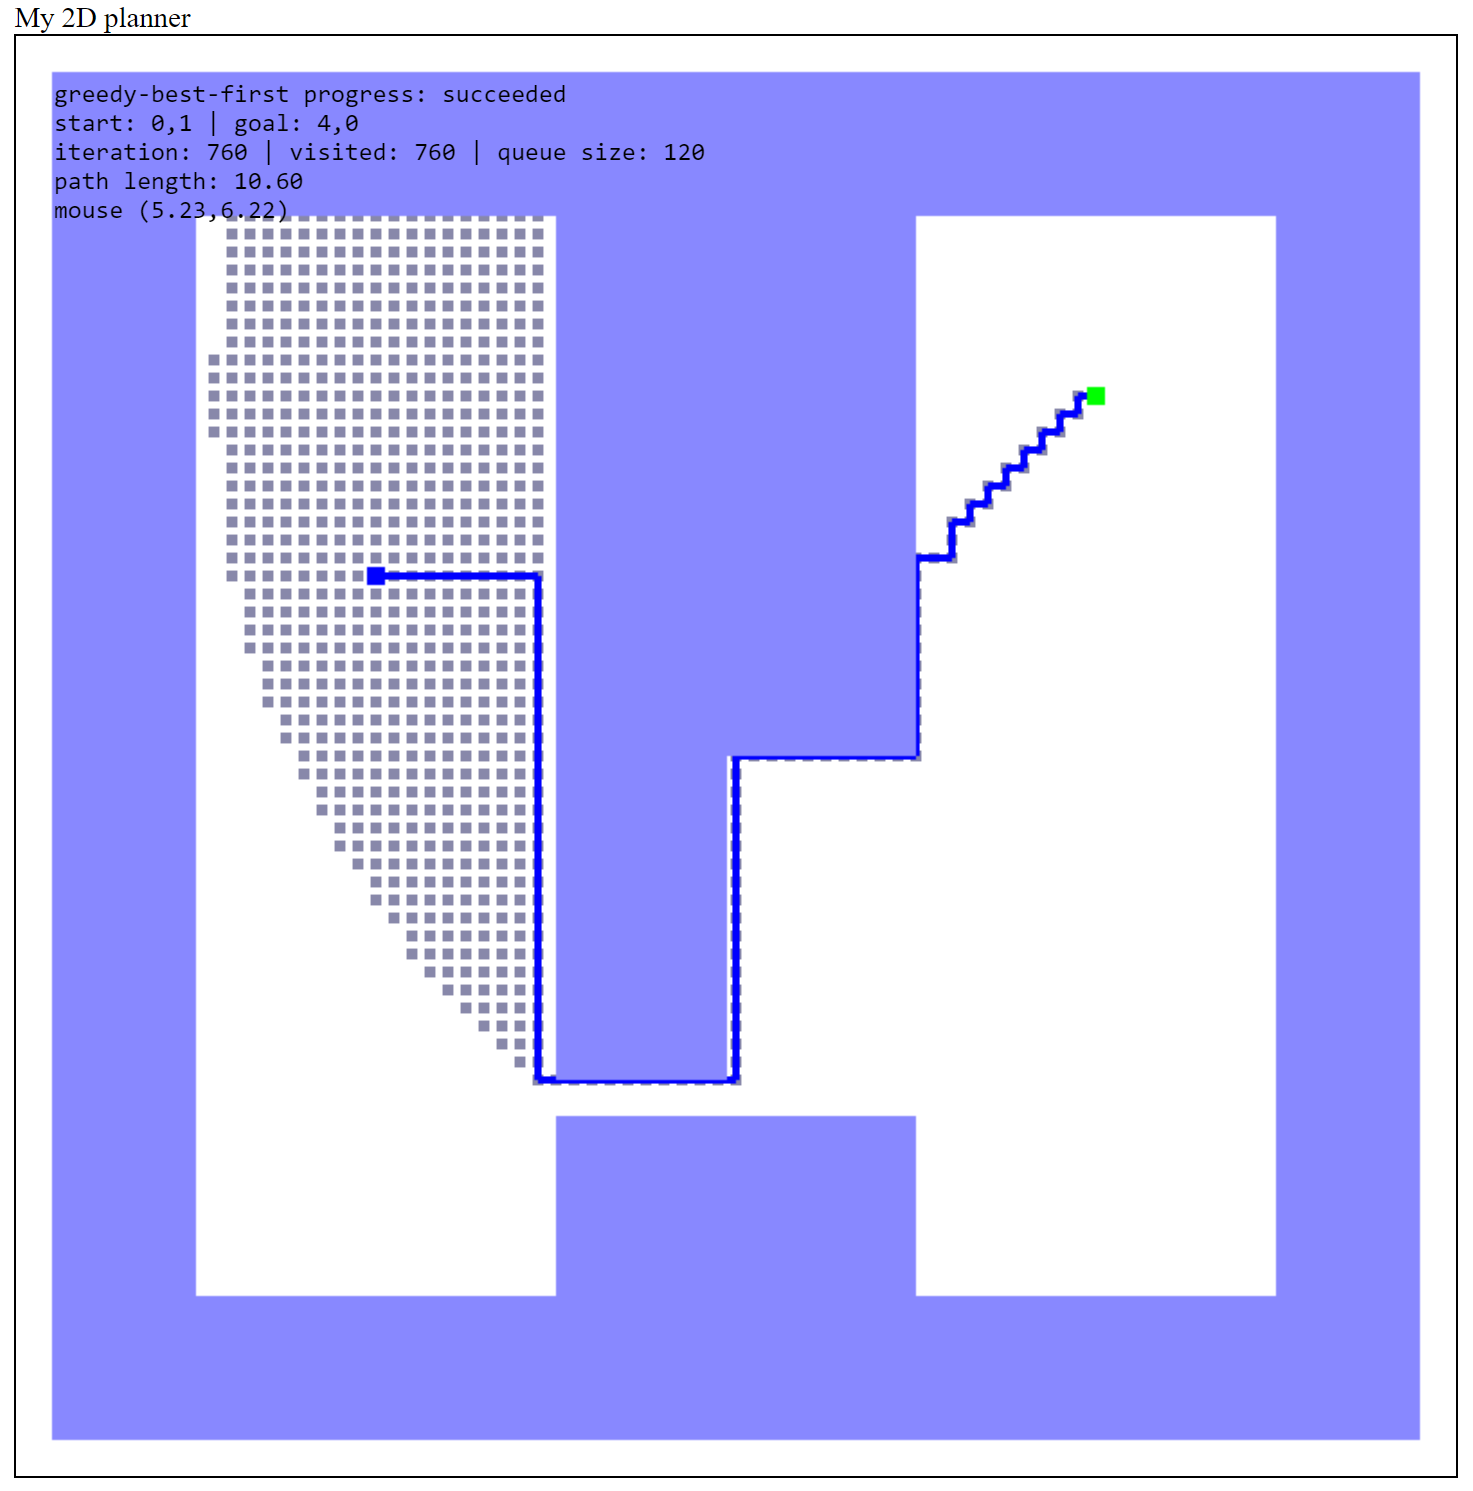 My 2D planner
greedy-best-first progress: succeeded
start: 0,1 | goal: 4,0
iteration: 760 | visited: 760 | queue size: 120
path length: 10.60
mouse (5.23,6.22)